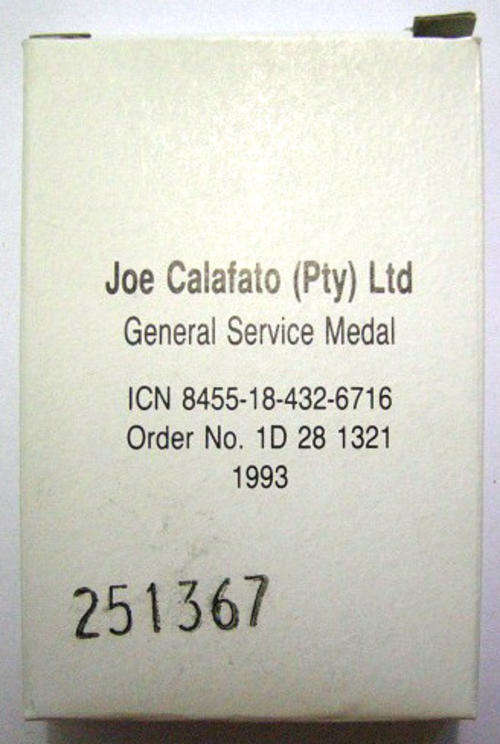 Joe Calafato (Pty) Ltd
General Service Medal
ICN 8455-18-432-6716
Order No. 1D 28 1321
1993
251367